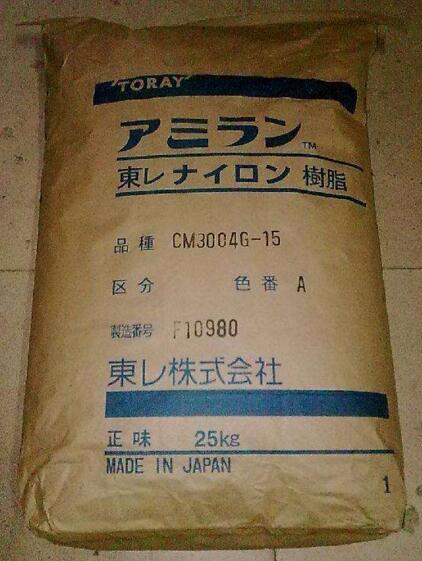 TORAY
アミラン™
東レナイロン 樹脂
品種 CM3004G-15
区分 色番 A
製造番号 F10980
東レ株式会社
正味 25kg
MADE IN JAPAN
1